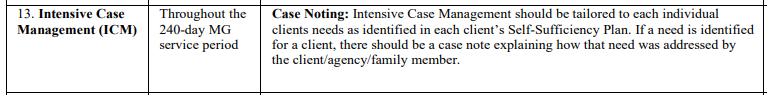 13. Intensive Case
Management (ICM)
Throughout the
240-day MG
service period
Case Noting: Intensive Case Management should be tailored to each individual
clients needs as identified in each client's Self-Sufficiency Plan. If a need is identified
for a client, there should be a case note explaining how that need was addressed by
the client/agency/family member.